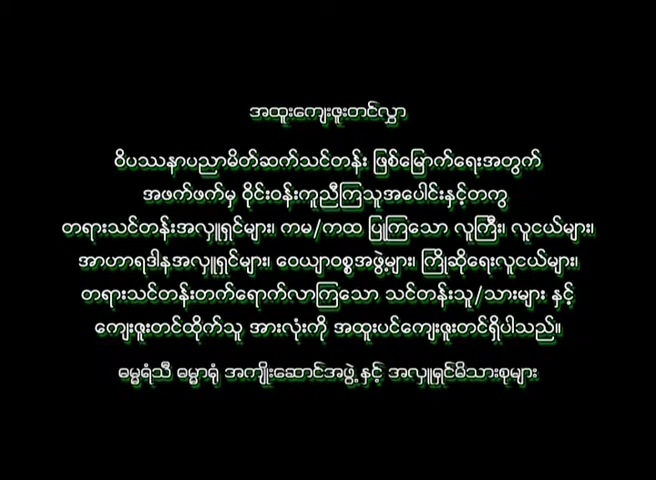 အထူးကျေးဇူးတင်လွှာ
ဝိပဿနာပညာမိတ်ဆက်သင်တန်း ဖြစ်မြောက်ရေးအတွက်
အဖက်ဖက်မှ ဝိုင်းဝန်းကူညီကြသူအပေါင်းနှင့်တကွ
တရားသင်တန်းအလှူရှင်များ၊ ကမ/ကထ ပြုကြသော လူကြီး၊ လူငယ်များ၊
အာဟာရဒါနအလှူရှင်များ၊ ဝေယျာဝစ္စအဖွဲ့များ၊ ကြိုဆိုရေးလူငယ်များ၊
တရားသင်တန်းတက်ရောက်လာကြသော သင်တန်းသူ/သားများ နှင့်
ကျေးဇူးတင်ထိုက်သူ အားလုံးကို အထူးပင်ကျေးဇူးတင်ရှိပါသည်။
ဓမ္မရံသီ ဓမ္မာရုံ အကျိုးဆောင်အဖွဲ့ နှင့် အလှူရှင်မိသားစုများ